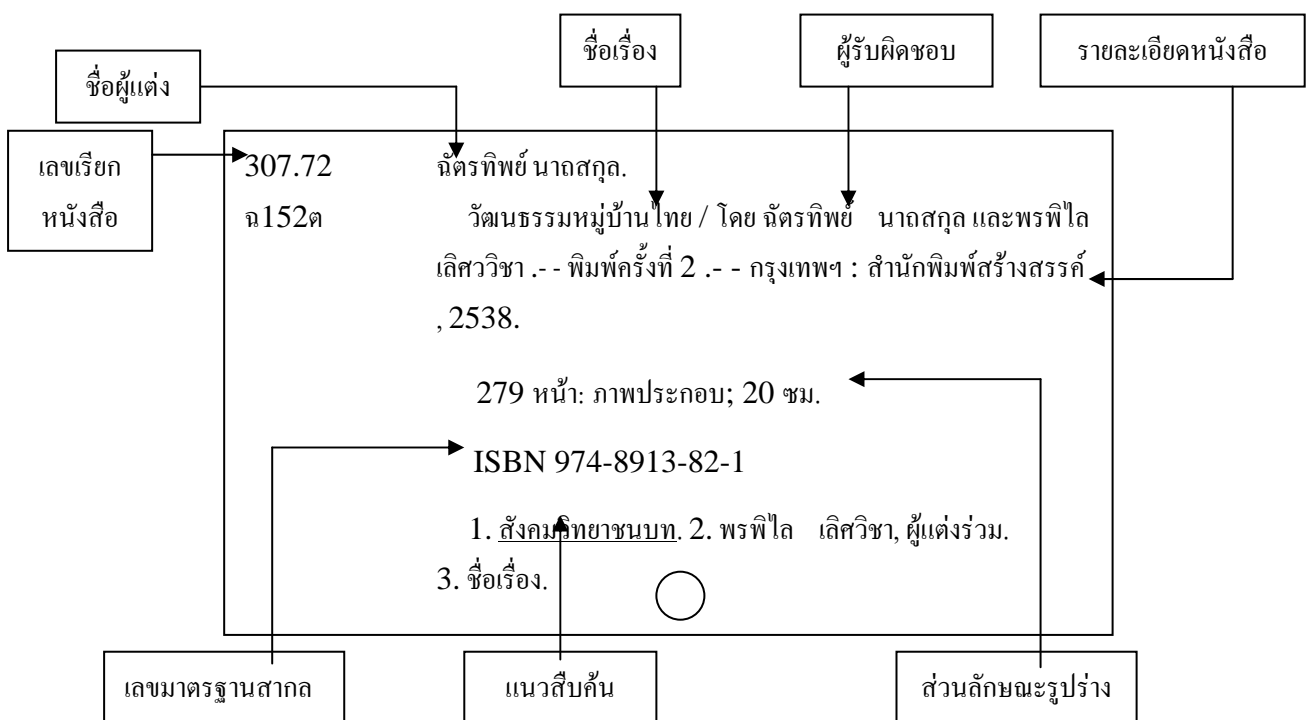 ชื่อเรื่อง
ผู้รับผิดชอบ
รายละเอียดหนังสือ
ชื่อผู้แต่ง
เลขเรียก
หนังสือ
307.72 ฉัตรทิพย์ นาถสกุล.
ฉ152ต วัฒนธรรมหมู่บ้านไทย / โดย ฉัตรทิพย์ นาถสกุล และพรพิไล
เลิศววิชา .- - พิมพ์ครั้งที่ 2 .- - กรุงเทพฯ : สำนักพิมพ์สร้างสรรค์
, 2538.
279 หน้า: ภาพประกอบ; 20 ซม.
ISBN 974-8913-82-1
1. สังคมวิทยาชนบท. 2. พรพิไล เลิศวิชา, ผู้แต่งร่วม.
3. ชื่อเรื่อง.
เลขมาตรฐานสากล
แนวสืบค้น
ส่วนลักษณะรูปร่าง